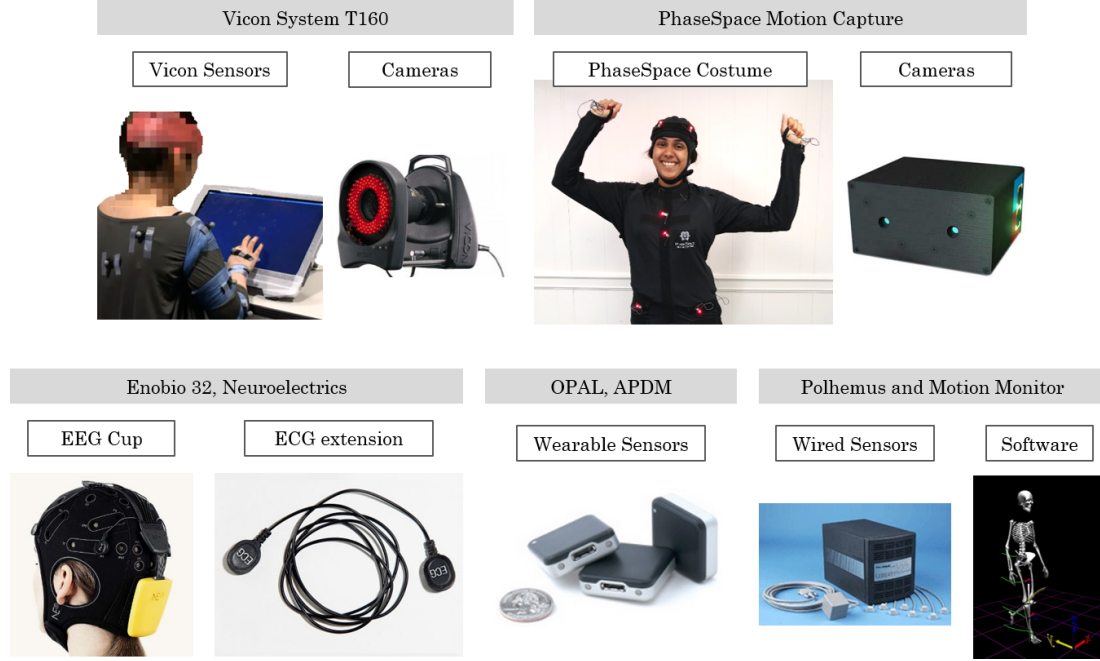 Vicon System T160
PhaseSpace Motion Capture
Vicon Sensors
Cameras
PhaseSpace Costume
Cameras
VICON
Enobio 32, Neuroelectrics
OPAL, APDM
Polhemus and Motion Monitor
EEG Cup
ECG extension
Wearable Sensors
Wired Sensors
Software
ECG
ECG